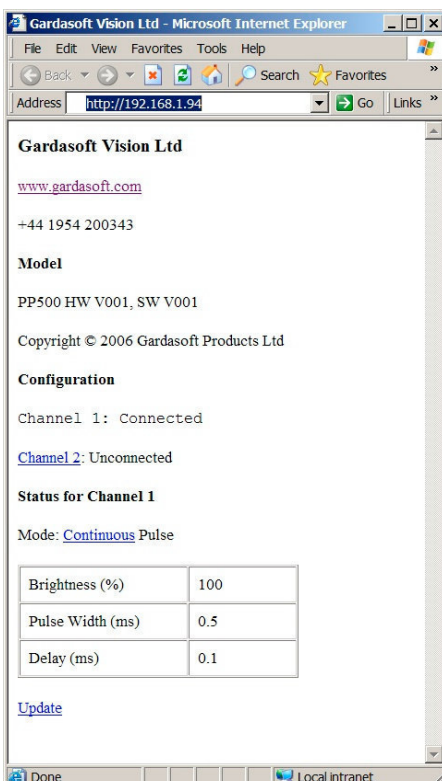 Gardasoft Vision Ltd - Microsoft Internet Explorer
File Edit View Favorites Tools Help
Back Search Favorites »
Address http://192.168.1.94 Go Links »
Gardasoft Vision Ltd
www.gardasoft.com
+44 1954 200343
Model
PP500 HW V001, SW V001
Copyright © 2006 Gardasoft Products Ltd
Configuration
Channel 1: Connected
Channel 2: Unconnected
Status for Channel 1
Mode: Continuous Pulse
Brightness (%) 100
Pulse Width (ms) 0.5
Delay (ms) 0.1
Update
Done Local intranet